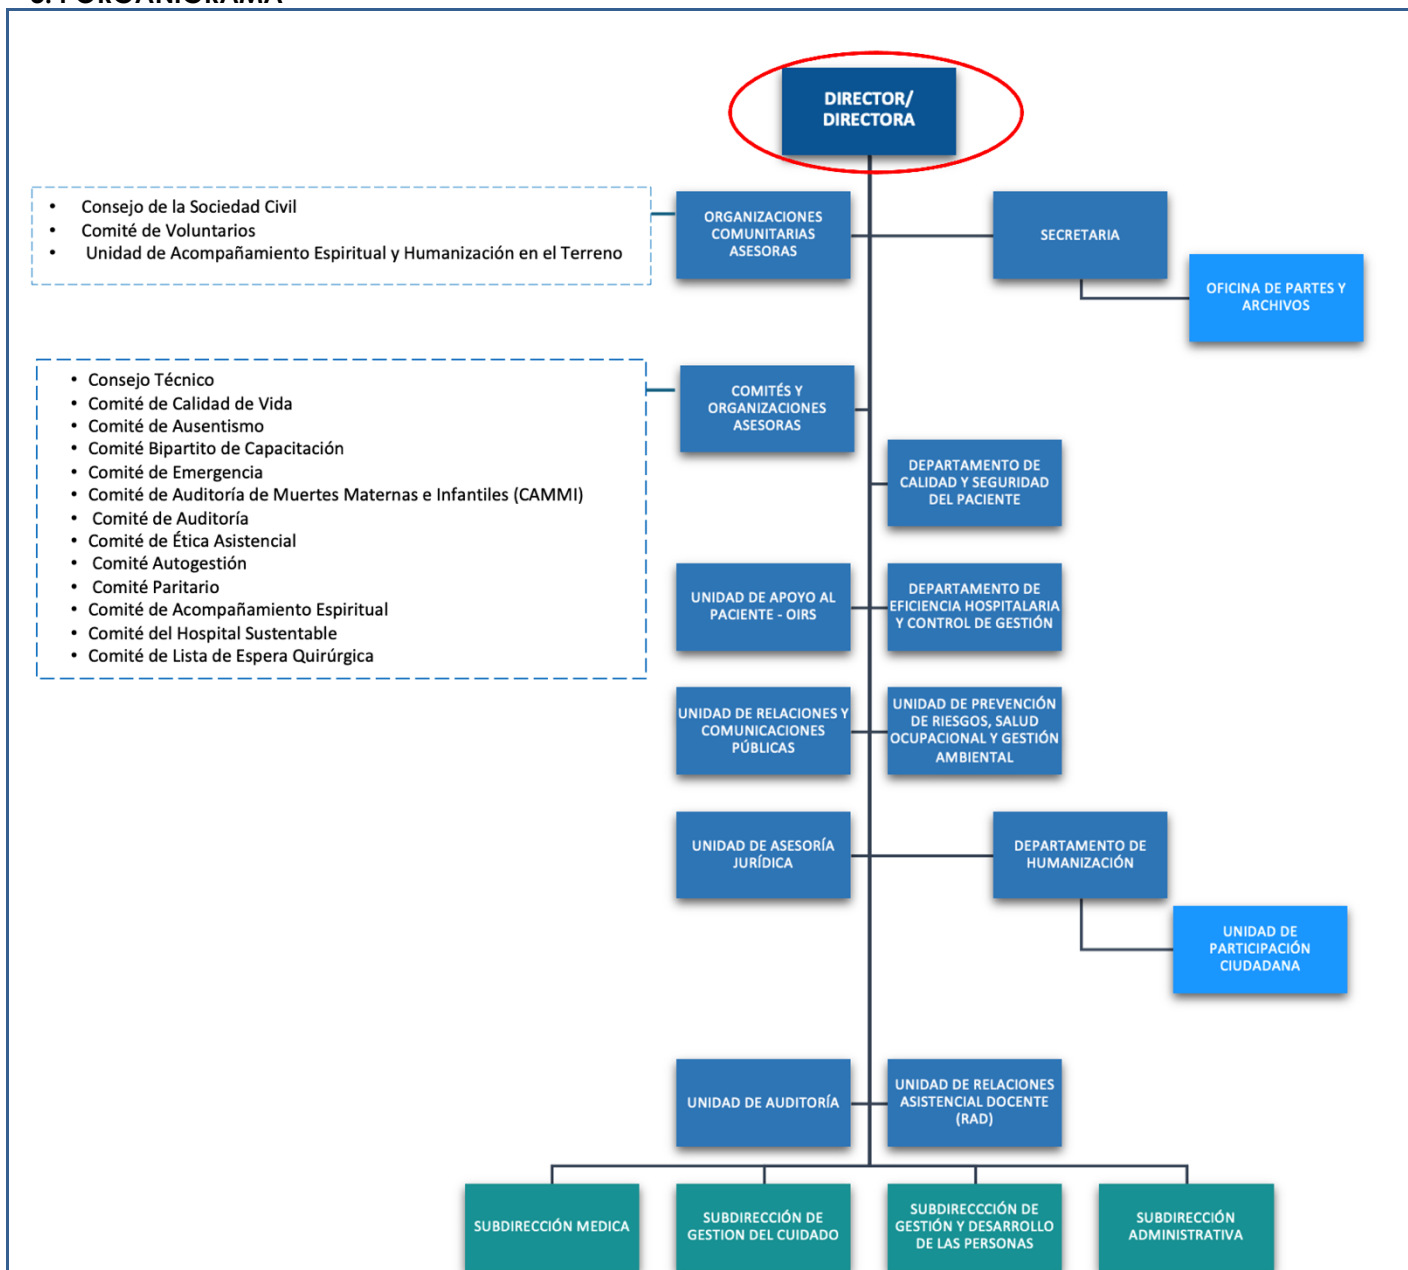 DIRECTOR/
DIRECTORA
• Consejo de la Sociedad Civil
• Comité de Voluntarios
• Unidad de Acompañamiento Espiritual y Humanización en el Terreno
ORGANIZACIONES
COMUNITARIAS
ASESORAS
SECRETARIA
OFICINA DE PARTES Y
ARCHIVOS
• Consejo Técnico
• Comité de Calidad de Vida
• Comité de Ausentismo
• Comité Bipartito de Capacitación
• Comité de Emergencia
• Comité de Auditoría de Muertes Maternas e Infantiles (CAMMI)
• Comité de Auditoría
• Comité de Ética Asistencial
• Comité Autogestión
• Comité Paritario
• Comité de Acompañamiento Espiritual
• Comité del Hospital Sustentable
• Comité de Lista de Espera Quirúrgica
COMITÉS Y
ORGANIZACIONES
ASESORAS
DEPARTAMENTO DE
CALIDAD Y SEGURIDAD
DEL PACIENTE
UNIDAD DE APOYO AL
PACIENTE - OIRS
DEPARTAMENTO DE
EFICIENCIA HOSPITALARIA
Y CONTROL DE GESTIÓN
UNIDAD DE RELACIONES Y
COMUNICACIONES
PÚBLICAS
UNIDAD DE PREVENCIÓN
DE RIESGOS, SALUD
OCUPACIONAL Y GESTIÓN
AMBIENTAL
UNIDAD DE ASESORÍA
JURÍDICA
DEPARTAMENTO DE
HUMANIZACIÓN
UNIDAD DE
PARTICIPACIÓN
CIUDADANA
UNIDAD DE AUDITORÍA
UNIDAD DE RELACIONES
ASISTENCIAL DOCENTE
(RAD)
SUBDIRECCIÓN MEDICA
SUBDIRECCIÓN DE
GESTION DEL CUIDADO
SUBDIRECCCIÓN DE
GESTIÓN Y DESARROLLO
DE LAS PERSONAS
SUBDIRECCIÓN
ADMINISTRATIVA